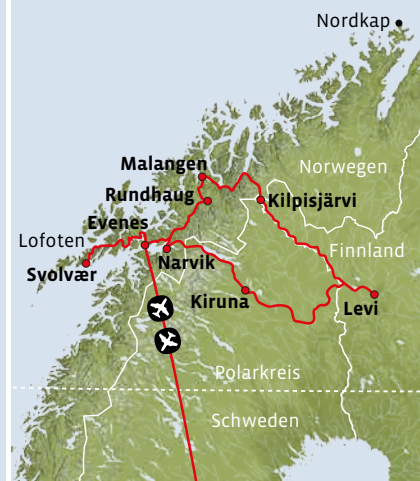 Nordkap
Malangen
Norwegen
Rundhaug
Kilpisjärvi
Evenes
Lofoten
Finnland
Svolvær
Narvik
Kiruna
Levi
Polarkreis
Schweden